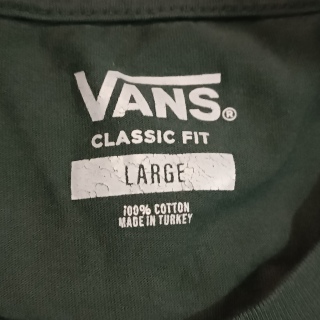 VANS®
CLASSIC FIT
LARGE
100% COTTON
MADE IN TURKEY